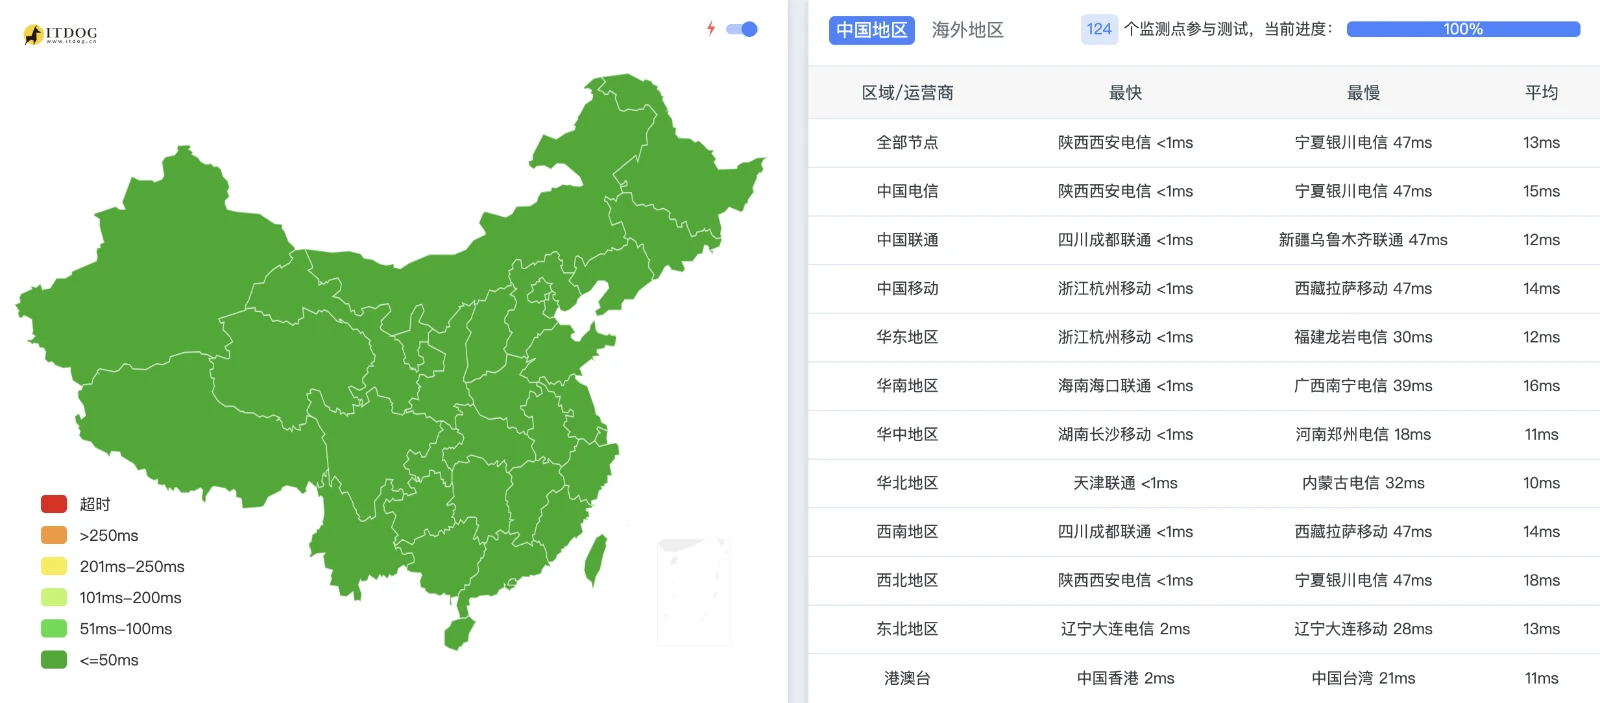 ITDOG
www.itdog.cn
超时
>250ms
201ms-250ms
101ms-200ms
51ms-100ms
<=50ms
中国地区 海外地区 124 个监测点参与测试，当前进度： 100%
区域/运营商 最快 最慢 平均
全部节点 陕西西安电信 <1ms 宁夏银川电信 47ms 13ms
中国电信 陕西西安电信 <1ms 宁夏银川电信 47ms 15ms
中国联通 四川成都联通 <1ms 新疆乌鲁木齐联通 47ms 12ms
中国移动 浙江杭州移动 <1ms 西藏拉萨移动 47ms 14ms
华东地区 浙江杭州移动 <1ms 福建龙岩电信 30ms 12ms
华南地区 海南海口联通 <1ms 广西南宁电信 39ms 16ms
华中地区 湖南长沙移动 <1ms 河南郑州电信 18ms 11ms
华北地区 天津联通 <1ms 内蒙古电信 32ms 10ms
西南地区 四川成都联通 <1ms 西藏拉萨移动 47ms 14ms
西北地区 陕西西安电信 <1ms 宁夏银川电信 47ms 18ms
东北地区 辽宁大连电信 2ms 辽宁大连移动 28ms 13ms
港澳台 中国香港 2ms 中国台湾 21ms 11ms